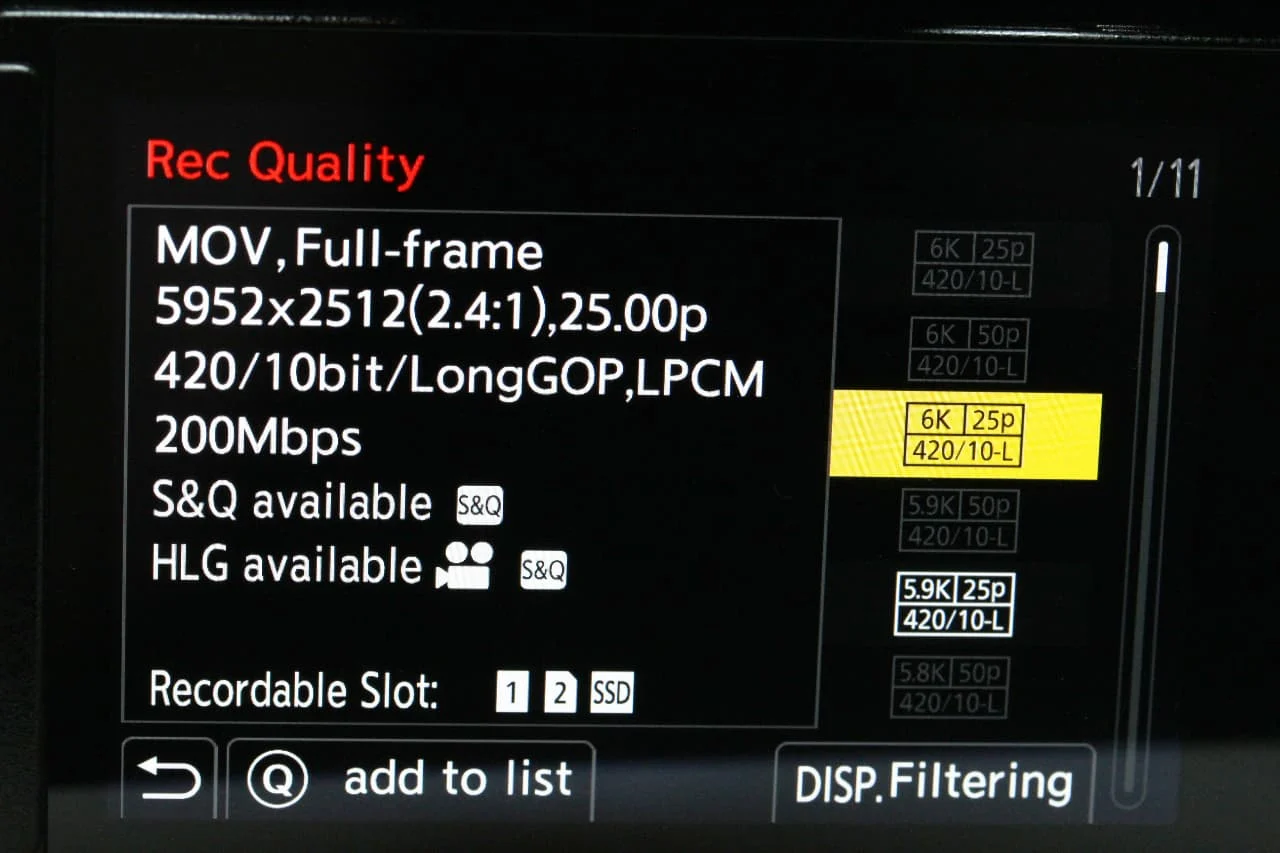 Rec Quality
1/11
MOV,Full-frame
5952x2512(2.4:1),25.00p
420/10bit/LongGOP,LPCM
200Mbps
S&Q available S&Q
HLG available S&Q
Recordable Slot: 1 2 SSD
6K 25p
420/10-L
6K 50p
420/10-L
6K 25p
420/10-L
5.9K 50p
420/10-L
5.9K 25p
420/10-L
5.8K 50p
420/10-L
Q add to list
DISP.Filtering